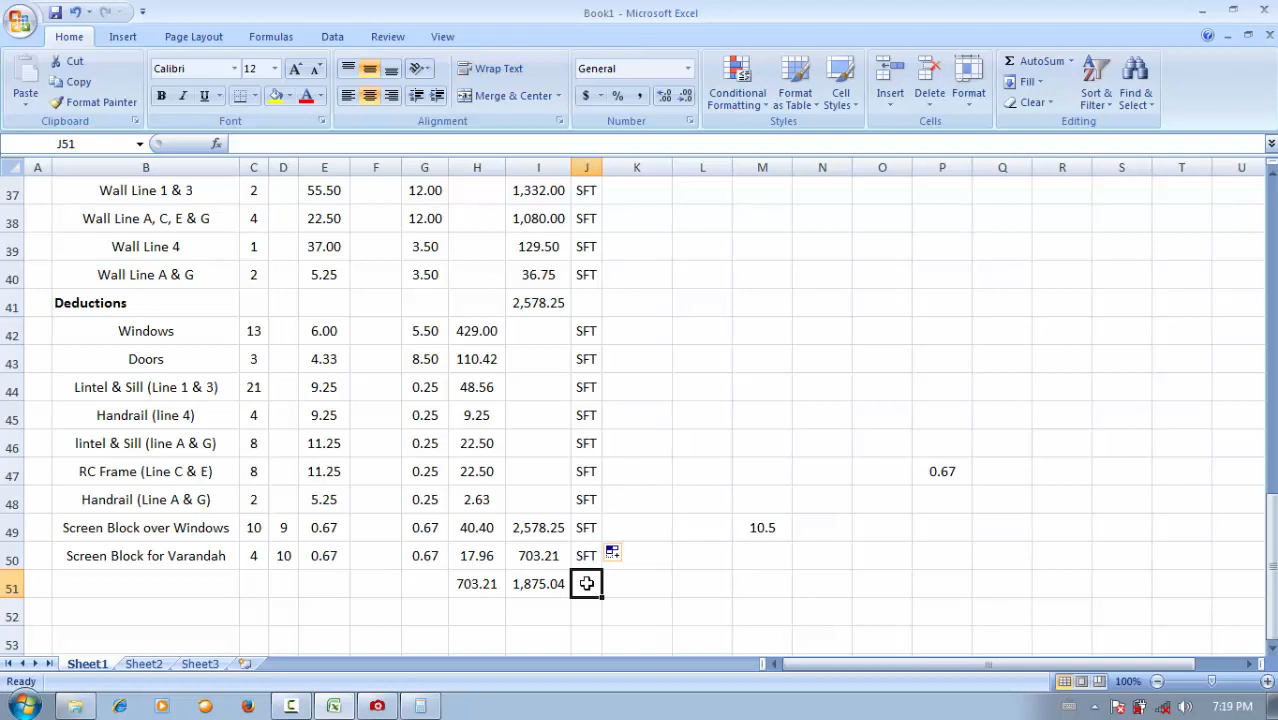 Book1 - Microsoft Excel
Home Insert Page Layout Formulas Data Review View
Cut Calibri 12 Wrap Text General AutoSum
Copy Fill
Paste Format Painter B I U Merge & Center $ % , Conditional Formatting Format as Table Cell Styles Insert Delete Format Clear Sort & Filter Find & Select
Clipboard Font Alignment Number Styles Cells Editing
J51 fx
A B C D E F G H I J K L M N O P Q R S T U
37 Wall Line 1 & 3 2 55.50 12.00 1,332.00 SFT
38 Wall Line A, C, E & G 4 22.50 12.00 1,080.00 SFT
39 Wall Line 4 1 37.00 3.50 129.50 SFT
40 Wall Line A & G 2 5.25 3.50 36.75 SFT
41 Deductions 2,578.25
42 Windows 13 6.00 5.50 429.00 SFT
43 Doors 3 4.33 8.50 110.42 SFT
44 Lintel & Sill (Line 1 & 3) 21 9.25 0.25 48.56 SFT
45 Handrail (line 4) 4 9.25 0.25 9.25 SFT
46 lintel & Sill (line A & G) 8 11.25 0.25 22.50 SFT
47 RC Frame (Line C & E) 8 11.25 0.25 22.50 SFT 0.67
48 Handrail (Line A & G) 2 5.25 0.25 2.63 SFT
49 Screen Block over Windows 10 9 0.67 0.67 40.40 2,578.25 SFT 10.5
50 Screen Block for Varandah 4 10 0.67 0.67 17.96 703.21 SFT
51 703.21 1,875.04
52
53
Sheet1 Sheet2 Sheet3
Ready 100%
7:19 PM